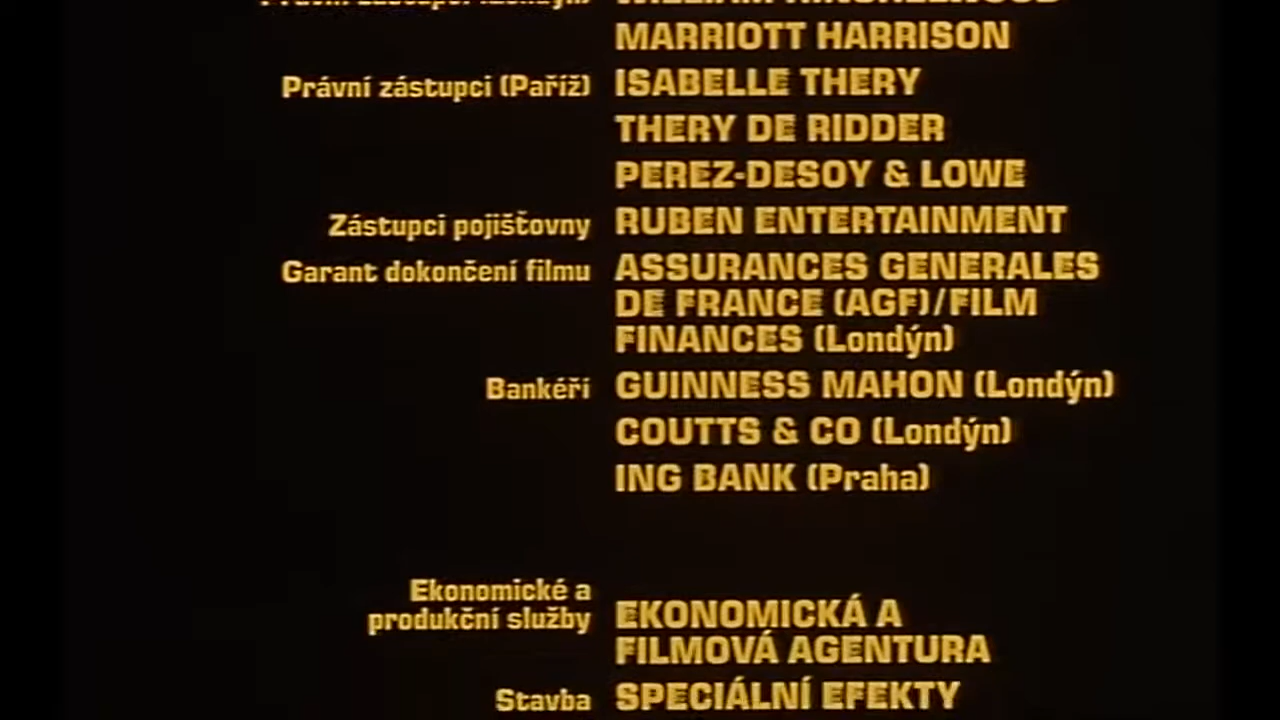 MARRIOTT HARRISON
Právní zástupci (Paříž) ISABELLE THERY
THERY DE RIDDER
PEREZ-DESOY & LOWE
Zástupci pojišťovny RUBEN ENTERTAINMENT
Garant dokončení filmu ASSURANCES GENERALES
DE FRANCE (AGF)/FILM
FINANCES (Londýn)
Bankéři GUINNESS MAHON (Londýn)
COUTTS & CO (Londýn)
ING BANK (Praha)
Ekonomické a
produkční služby EKONOMICKÁ A
FILMOVÁ AGENTURA
Stavba SPECIÁLNÍ EFEKTY